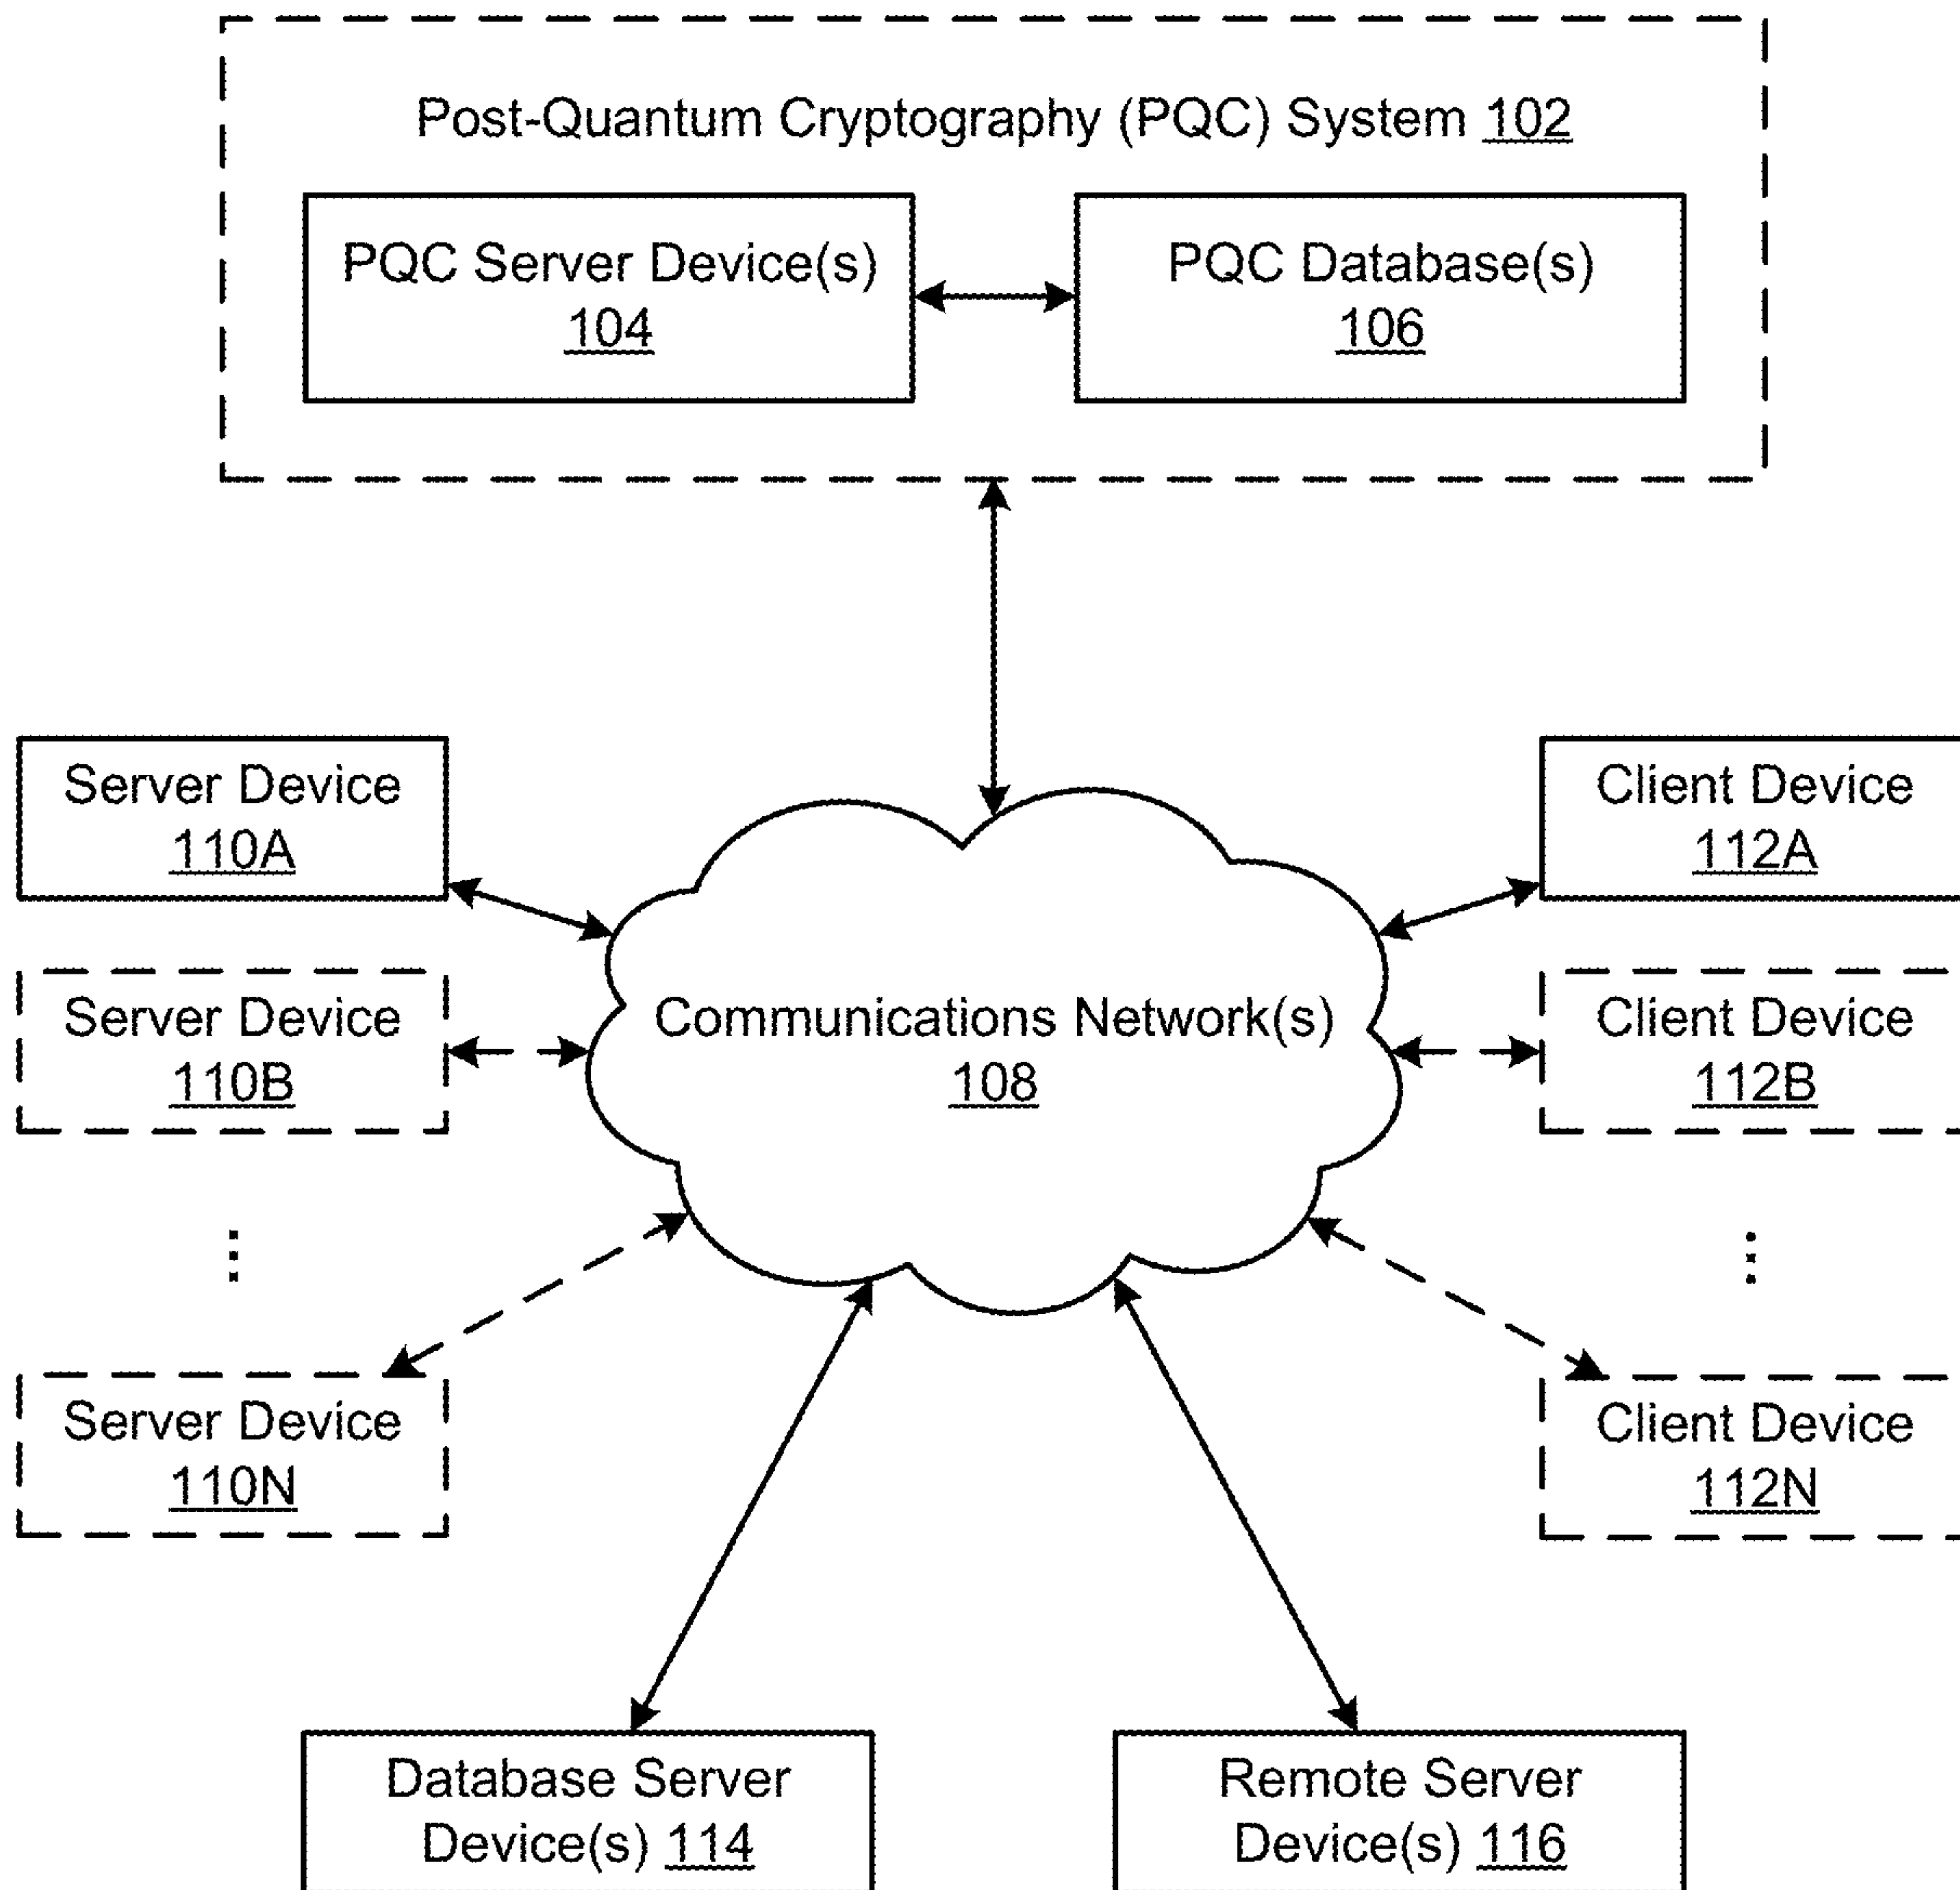 Post-Quantum Cryptography (PQC) System 102
PQC Server Device(s)
104
PQC Database(s)
106
Server Device
110A
Client Device
112A
Server Device
110B
Communications Network(s)
108
Client Device
112B
Server Device
110N
Client Device
112N
Database Server
Device(s) 114
Remote Server
Device(s) 116